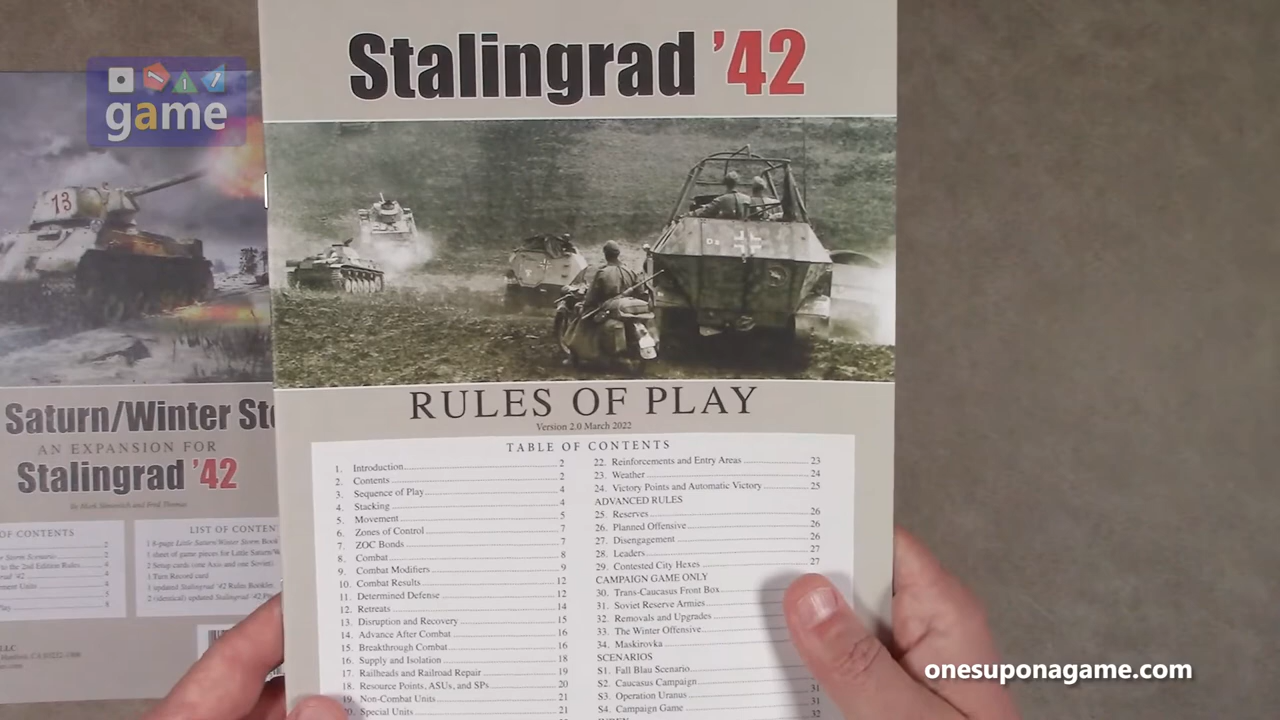 game
Stalingrad '42
RULES OF PLAY
Version 2.0 March 2022
TABLE OF CONTENTS
1. Introduction 2
2. Contents 2
3. Sequence of Play 4
4. Stacking 4
5. Movement 5
6. Zones of Control 7
7. ZOC Bonds 7
8. Combat 8
9. Combat Modifiers 9
10. Combat Results 12
11. Determined Defense 12
12. Retreats 14
13. Disruption and Recovery 15
14. Advance After Combat 16
15. Breakthrough Combat 16
16. Supply and Isolation 18
17. Railheads and Railroad Repair 19
18. Resource Points, ASUs, and SPs 20
19. Non-Combat Units 21
20. Special Units 21
22. Reinforcements and Entry Areas 23
23. Weather 24
24. Victory Points and Automatic Victory 25
ADVANCED RULES
25. Reserves 26
26. Planned Offensive 26
27. Disengagement 26
28. Leaders 27
29. Contested City Hexes 27
CAMPAIGN GAME ONLY
30. Trans-Caucasus Front Box
31. Soviet Reserve Armies
32. Removals and Upgrades
33. The Winter Offensive
34. Maskirovka
SCENARIOS
S1. Fall Blau Scenario
S2. Caucasus Campaign
S3. Operation Uranus 31
S4. Campaign Game 31
INDEX 32
13
Saturn/Winter Sto
AN EXPANSION FOR
Stalingrad '42
OF CONTENTS
LIST OF CONTEN
onesuponagame.com